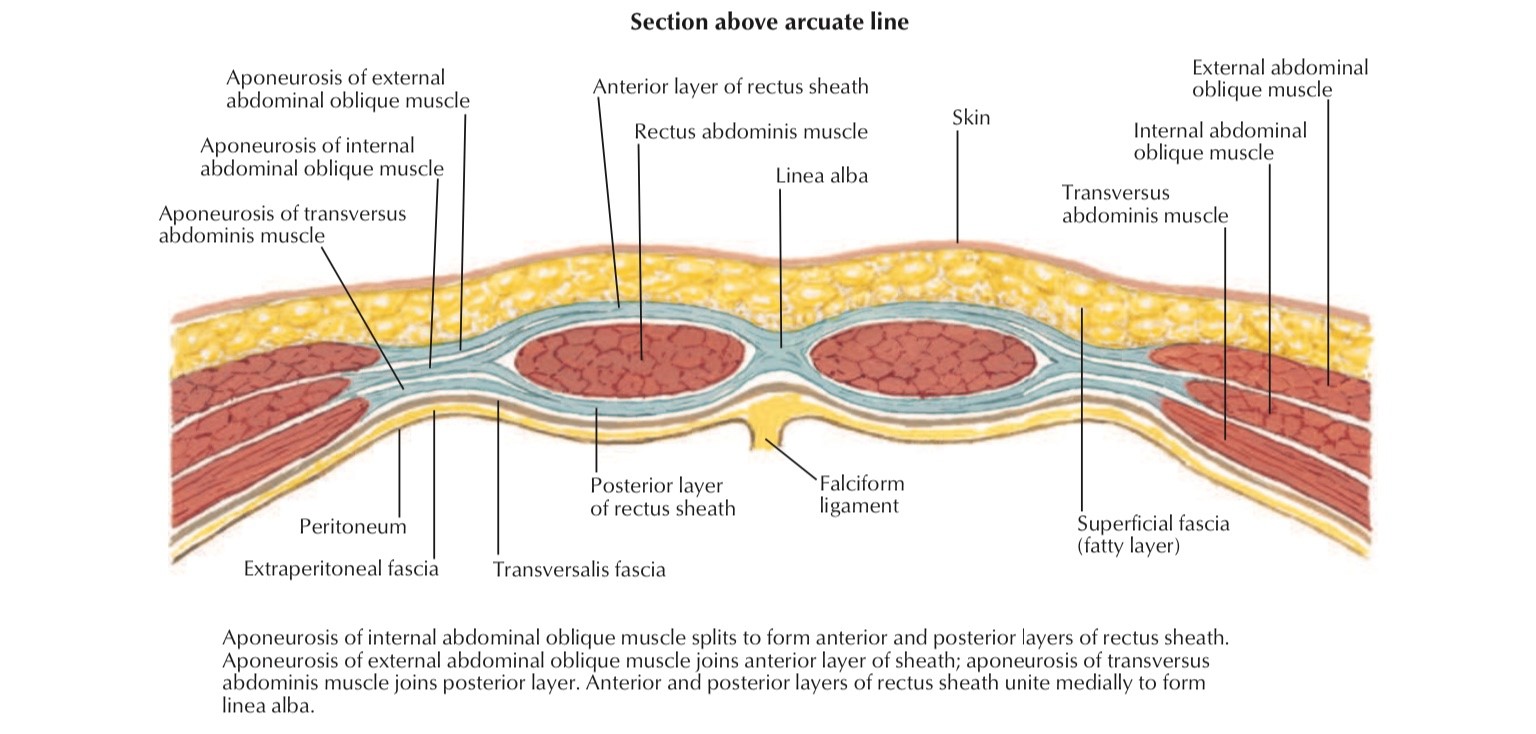 Section above arcuate line
Aponeurosis of external
abdominal oblique muscle
Aponeurosis of internal
abdominal oblique muscle
Aponeurosis of transversus
abdominis muscle
Anterior layer of rectus sheath
Rectus abdominis muscle
Linea alba
Skin
External abdominal
oblique muscle
Internal abdominal
oblique muscle
Transversus
abdominis muscle
Peritoneum
Extraperitoneal fascia
Transversalis fascia
Posterior layer
of rectus sheath
Falciform
ligament
Superficial fascia
(fatty layer)
Aponeurosis of internal abdominal oblique muscle splits to form anterior and posterior layers of rectus sheath.
Aponeurosis of external abdominal oblique muscle joins anterior layer of sheath; aponeurosis of transversus
abdominis muscle joins posterior layer. Anterior and posterior layers of rectus sheath unite medially to form
linea alba.